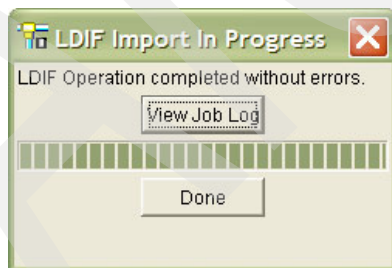 LDIF Import In Progress
LDIF Operation completed without errors.
View Job Log
Done